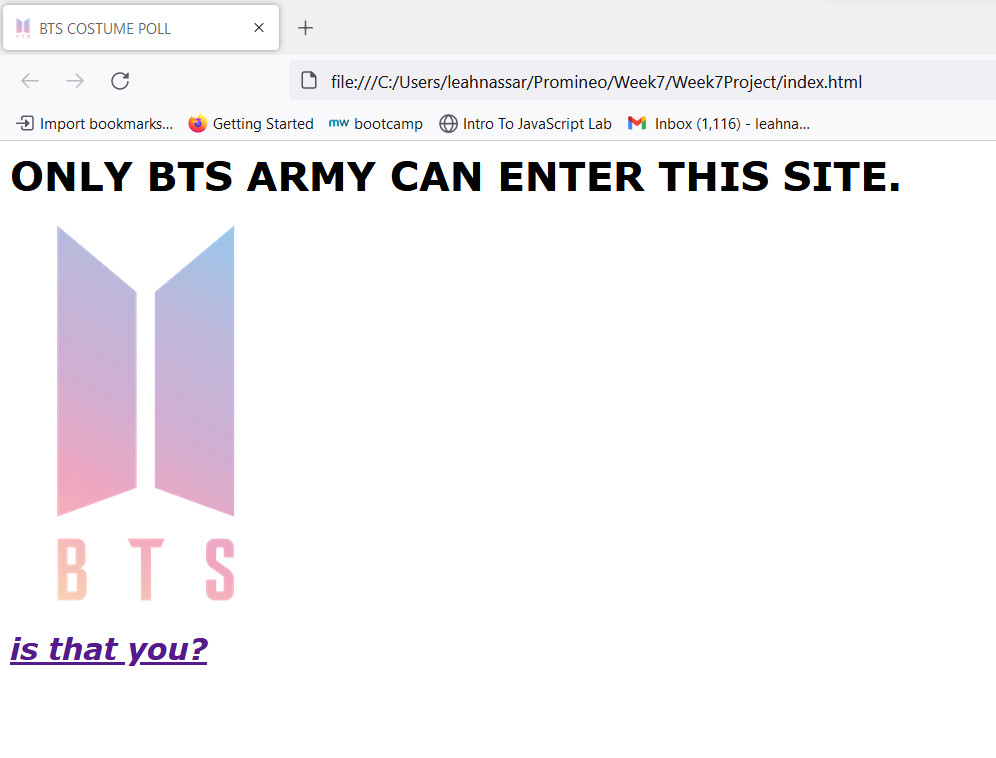 BTS COSTUME POLL
file:///C:/Users/leahnassar/Promineo/Week7/Week7Project/index.html
Import bookmarks... Getting Started mw bootcamp Intro To JavaScript Lab Inbox (1,116) - leahna...
ONLY BTS ARMY CAN ENTER THIS SITE.
BTS
is that you?